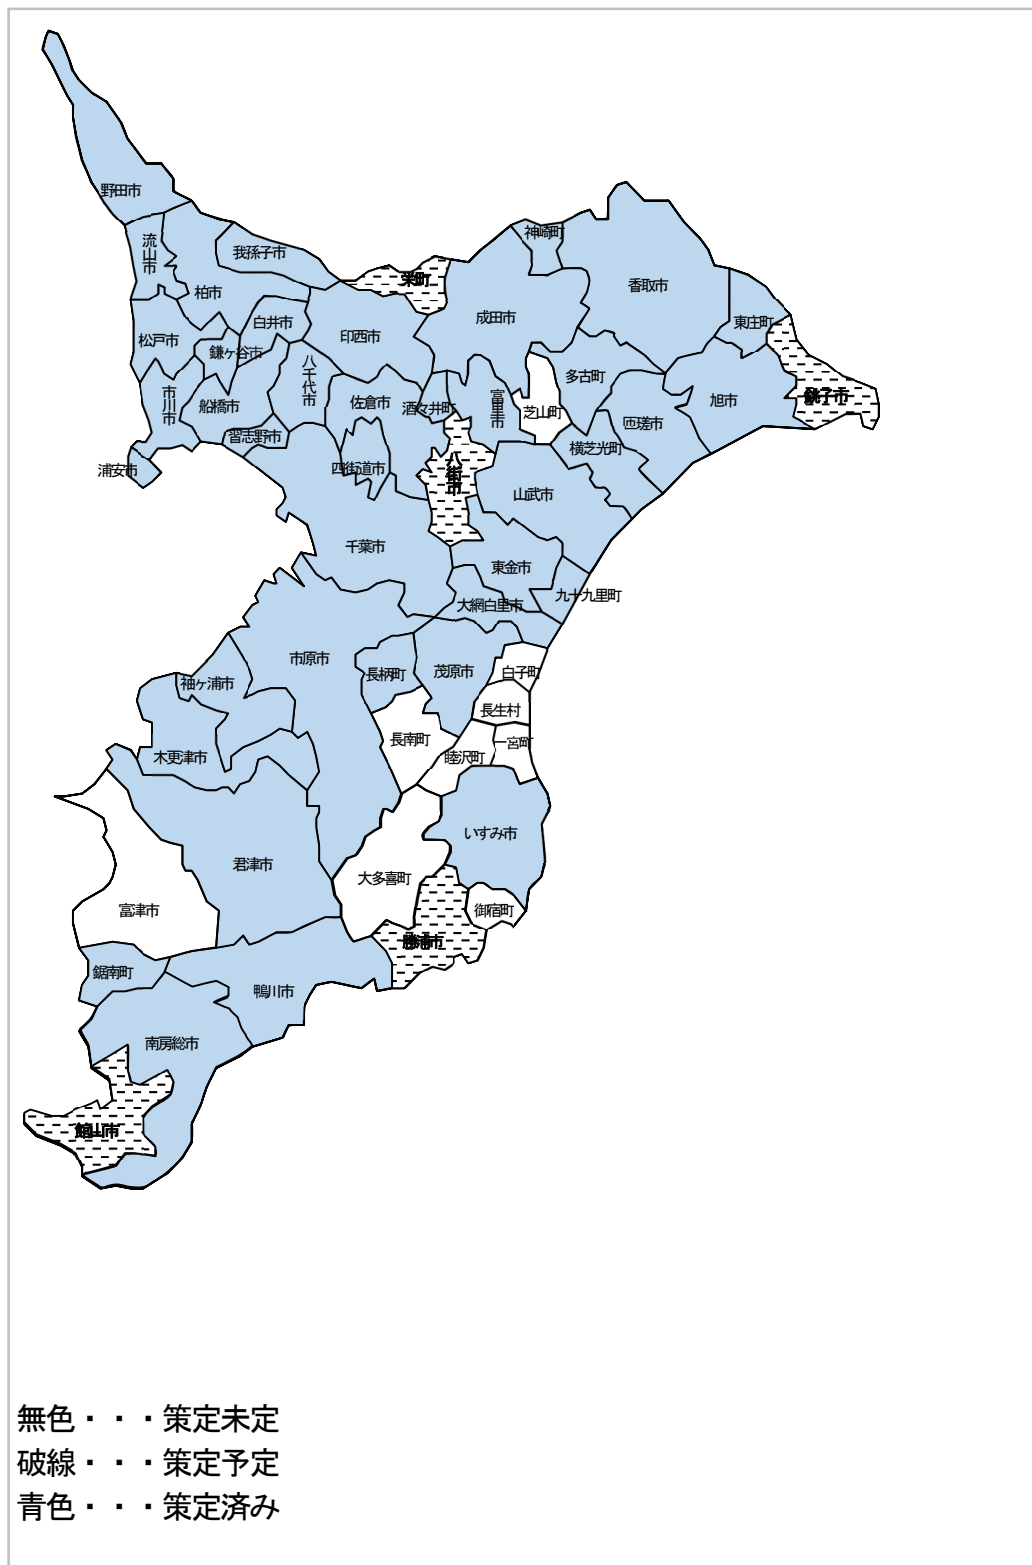 野田市
流山市
我孫子市
神崎町
栄町
香取市
柏市
成田市
白井市
東庄町
印西市
松戸市
鎌ケ谷市
八千代市
多古町
銚子市
市川市
船橋市
佐倉市
酒々井町
富里市
芝山町
旭市
匝瑳市
習志野市
横芝光町
浦安市
四街道市
八街市
山武市
千葉市
東金市
九十九里町
大網白里市
市原市
長柄町
茂原市
白子町
袖ヶ浦市
長生村
長南町
一宮町
木更津市
睦沢町
いすみ市
君津市
大多喜町
富津市
御宿町
勝浦市
鋸南町
鴨川市
南房総市
館山市
無色・・・策定未定
破線・・・策定予定
青色・・・策定済み